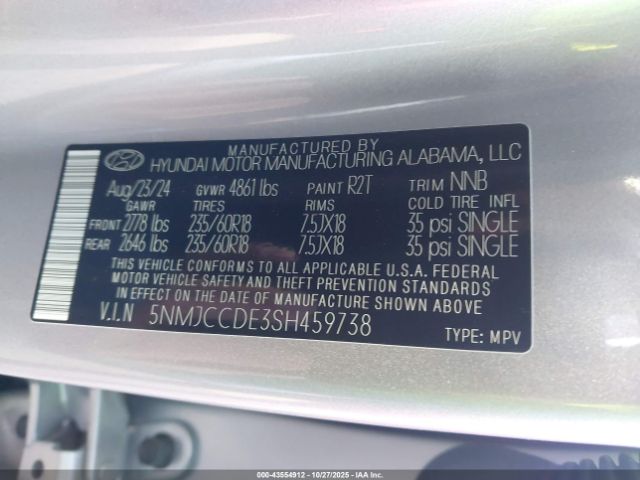 MANUFACTURED BY
HYUNDAI MOTOR MANUFACTURING ALABAMA, LLC
Aug/23/24 GVWR 4861 lbs PAINT R2T TRIM NNB
GAWR TIRES RIMS COLD TIRE INFL
FRONT 2778 lbs 235/60R18 7.5JX18 35 psi SINGLE
REAR 2646 lbs 235/60R18 7.5JX18 35 psi SINGLE
THIS VEHICLE CONFORMS TO ALL APPLICABLE U.S.A. FEDERAL
MOTOR VEHICLE SAFETY AND THEFT PREVENTION STANDARDS
IN EFFECT ON THE DATE OF MANUFACTURE SHOWN ABOVE.
V.I.N 5NMJCCDE3SH459738
TYPE: MPV
000-43554912 - 10/27/2025 - IAAI.com